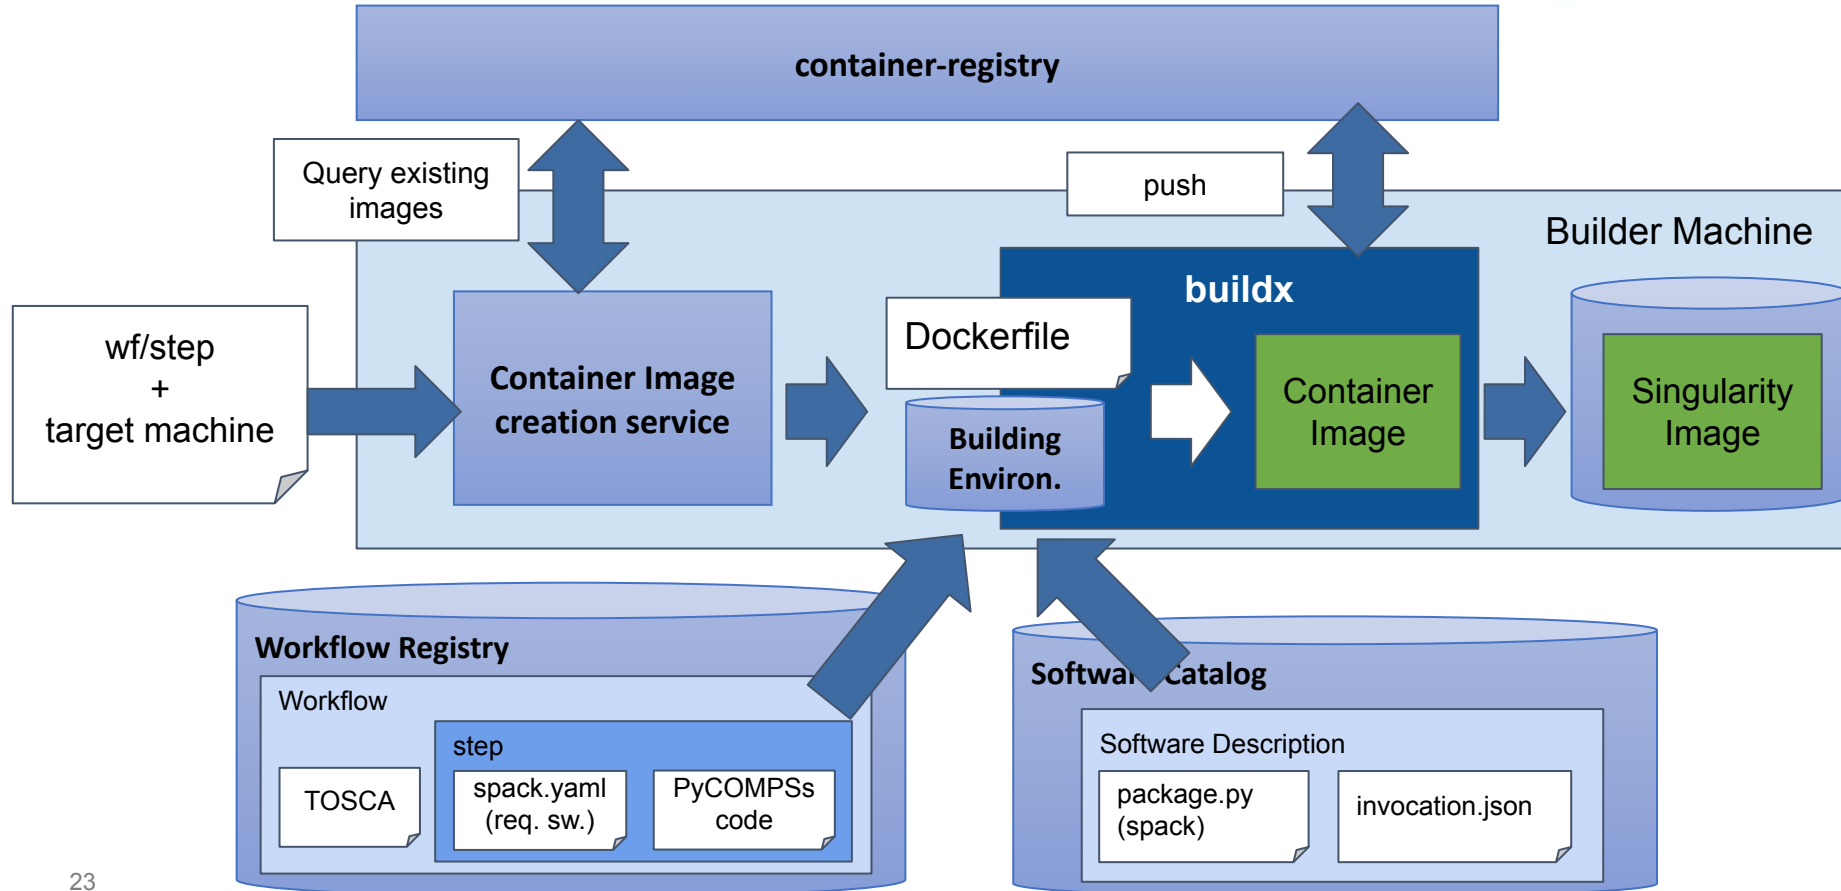 container-registry
Query existing
images
push
Builder Machine
buildx
wf/step
+
target machine
Container Image
creation service
Dockerfile
Building
Environ.
Container
Image
Singularity
Image
Workflow Registry
Workflow
step
TOSCA
spack.yaml
(req. sw.)
PyCOMPSs
code
Software Catalog
Software Description
package.py
(spack)
invocation.json
23